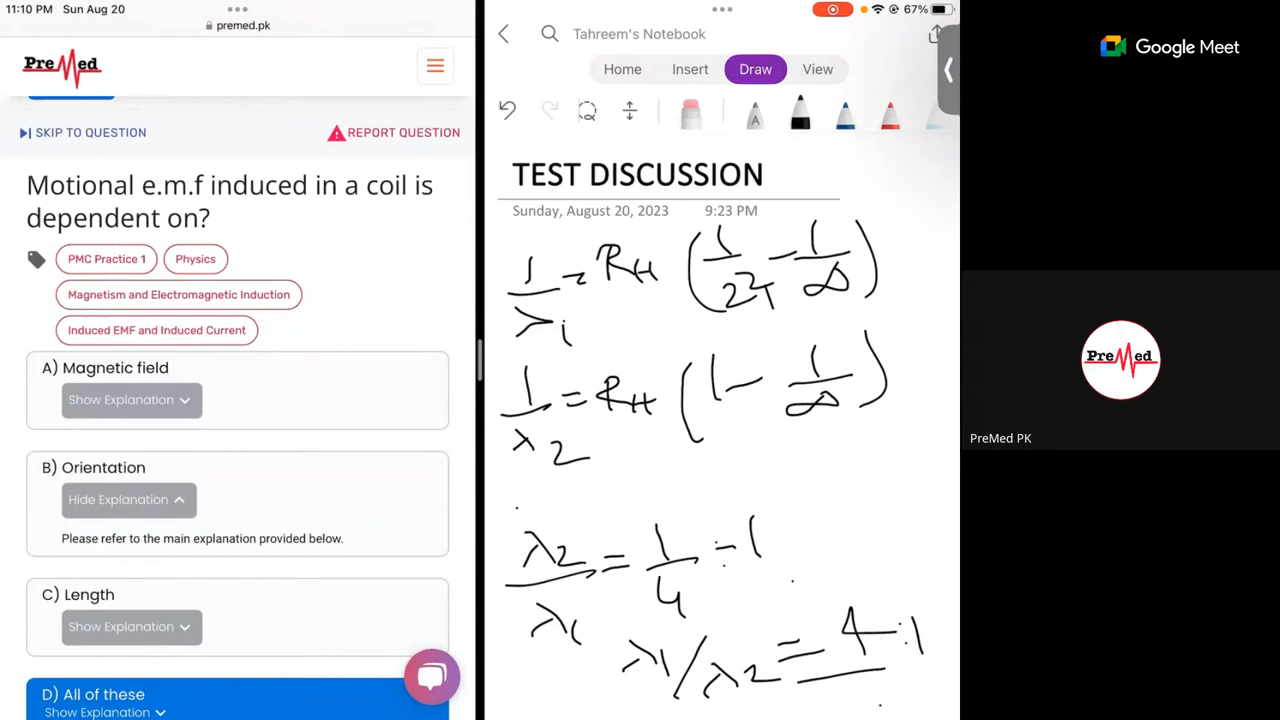 11:10 PM Sun Aug 20
premed.pk
67%
PreMed
SKIP TO QUESTION
REPORT QUESTION
Motional e.m.f induced in a coil is
dependent on?
PMC Practice 1
Physics
Magnetism and Electromagnetic Induction
Induced EMF and Induced Current
A) Magnetic field
Show Explanation
B) Orientation
Hide Explanation
Please refer to the main explanation provided below.
C) Length
Show Explanation
D) All of these
Show Explanation
Tahreem's Notebook
Home Insert Draw View
A
TEST DISCUSSION
Sunday, August 20, 2023 9:23 PM
1/λ1 = RH (1/2² - 1/∞)
1/λ2 = RH (1 - 1/∞)
λ2/λ1 = 1/4 ÷ 1
λ1/λ2 = 4:1
Google Meet
PreMed
PreMed PK